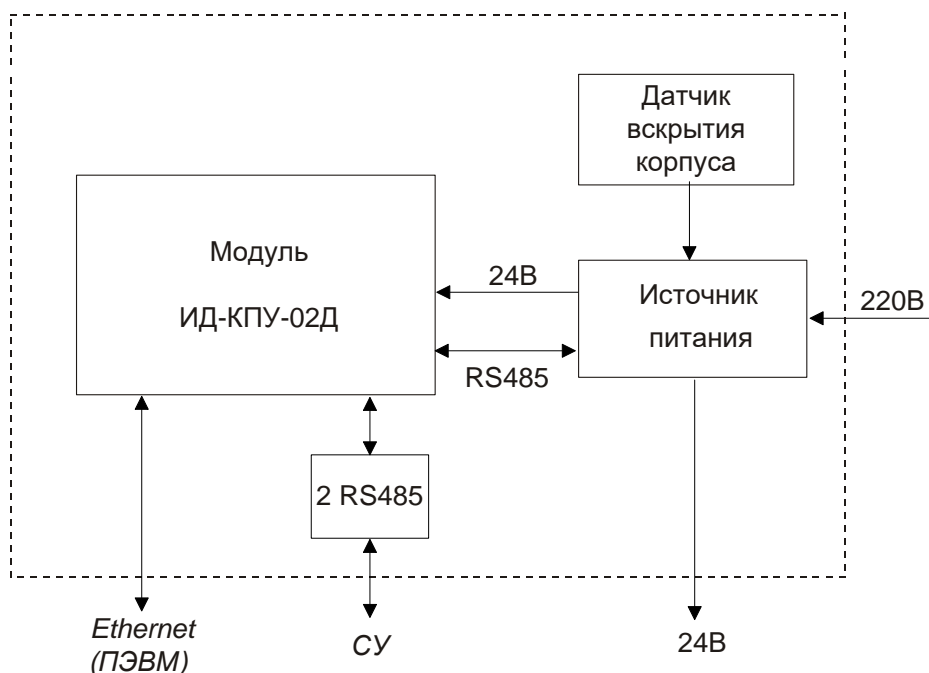 Датчик
вскрытия
корпуса
Модуль
ИД-КПУ-02Д
24В
Источник
питания
220В
RS485
2 RS485
Ethernet
(ПЭВМ)
СУ
24В